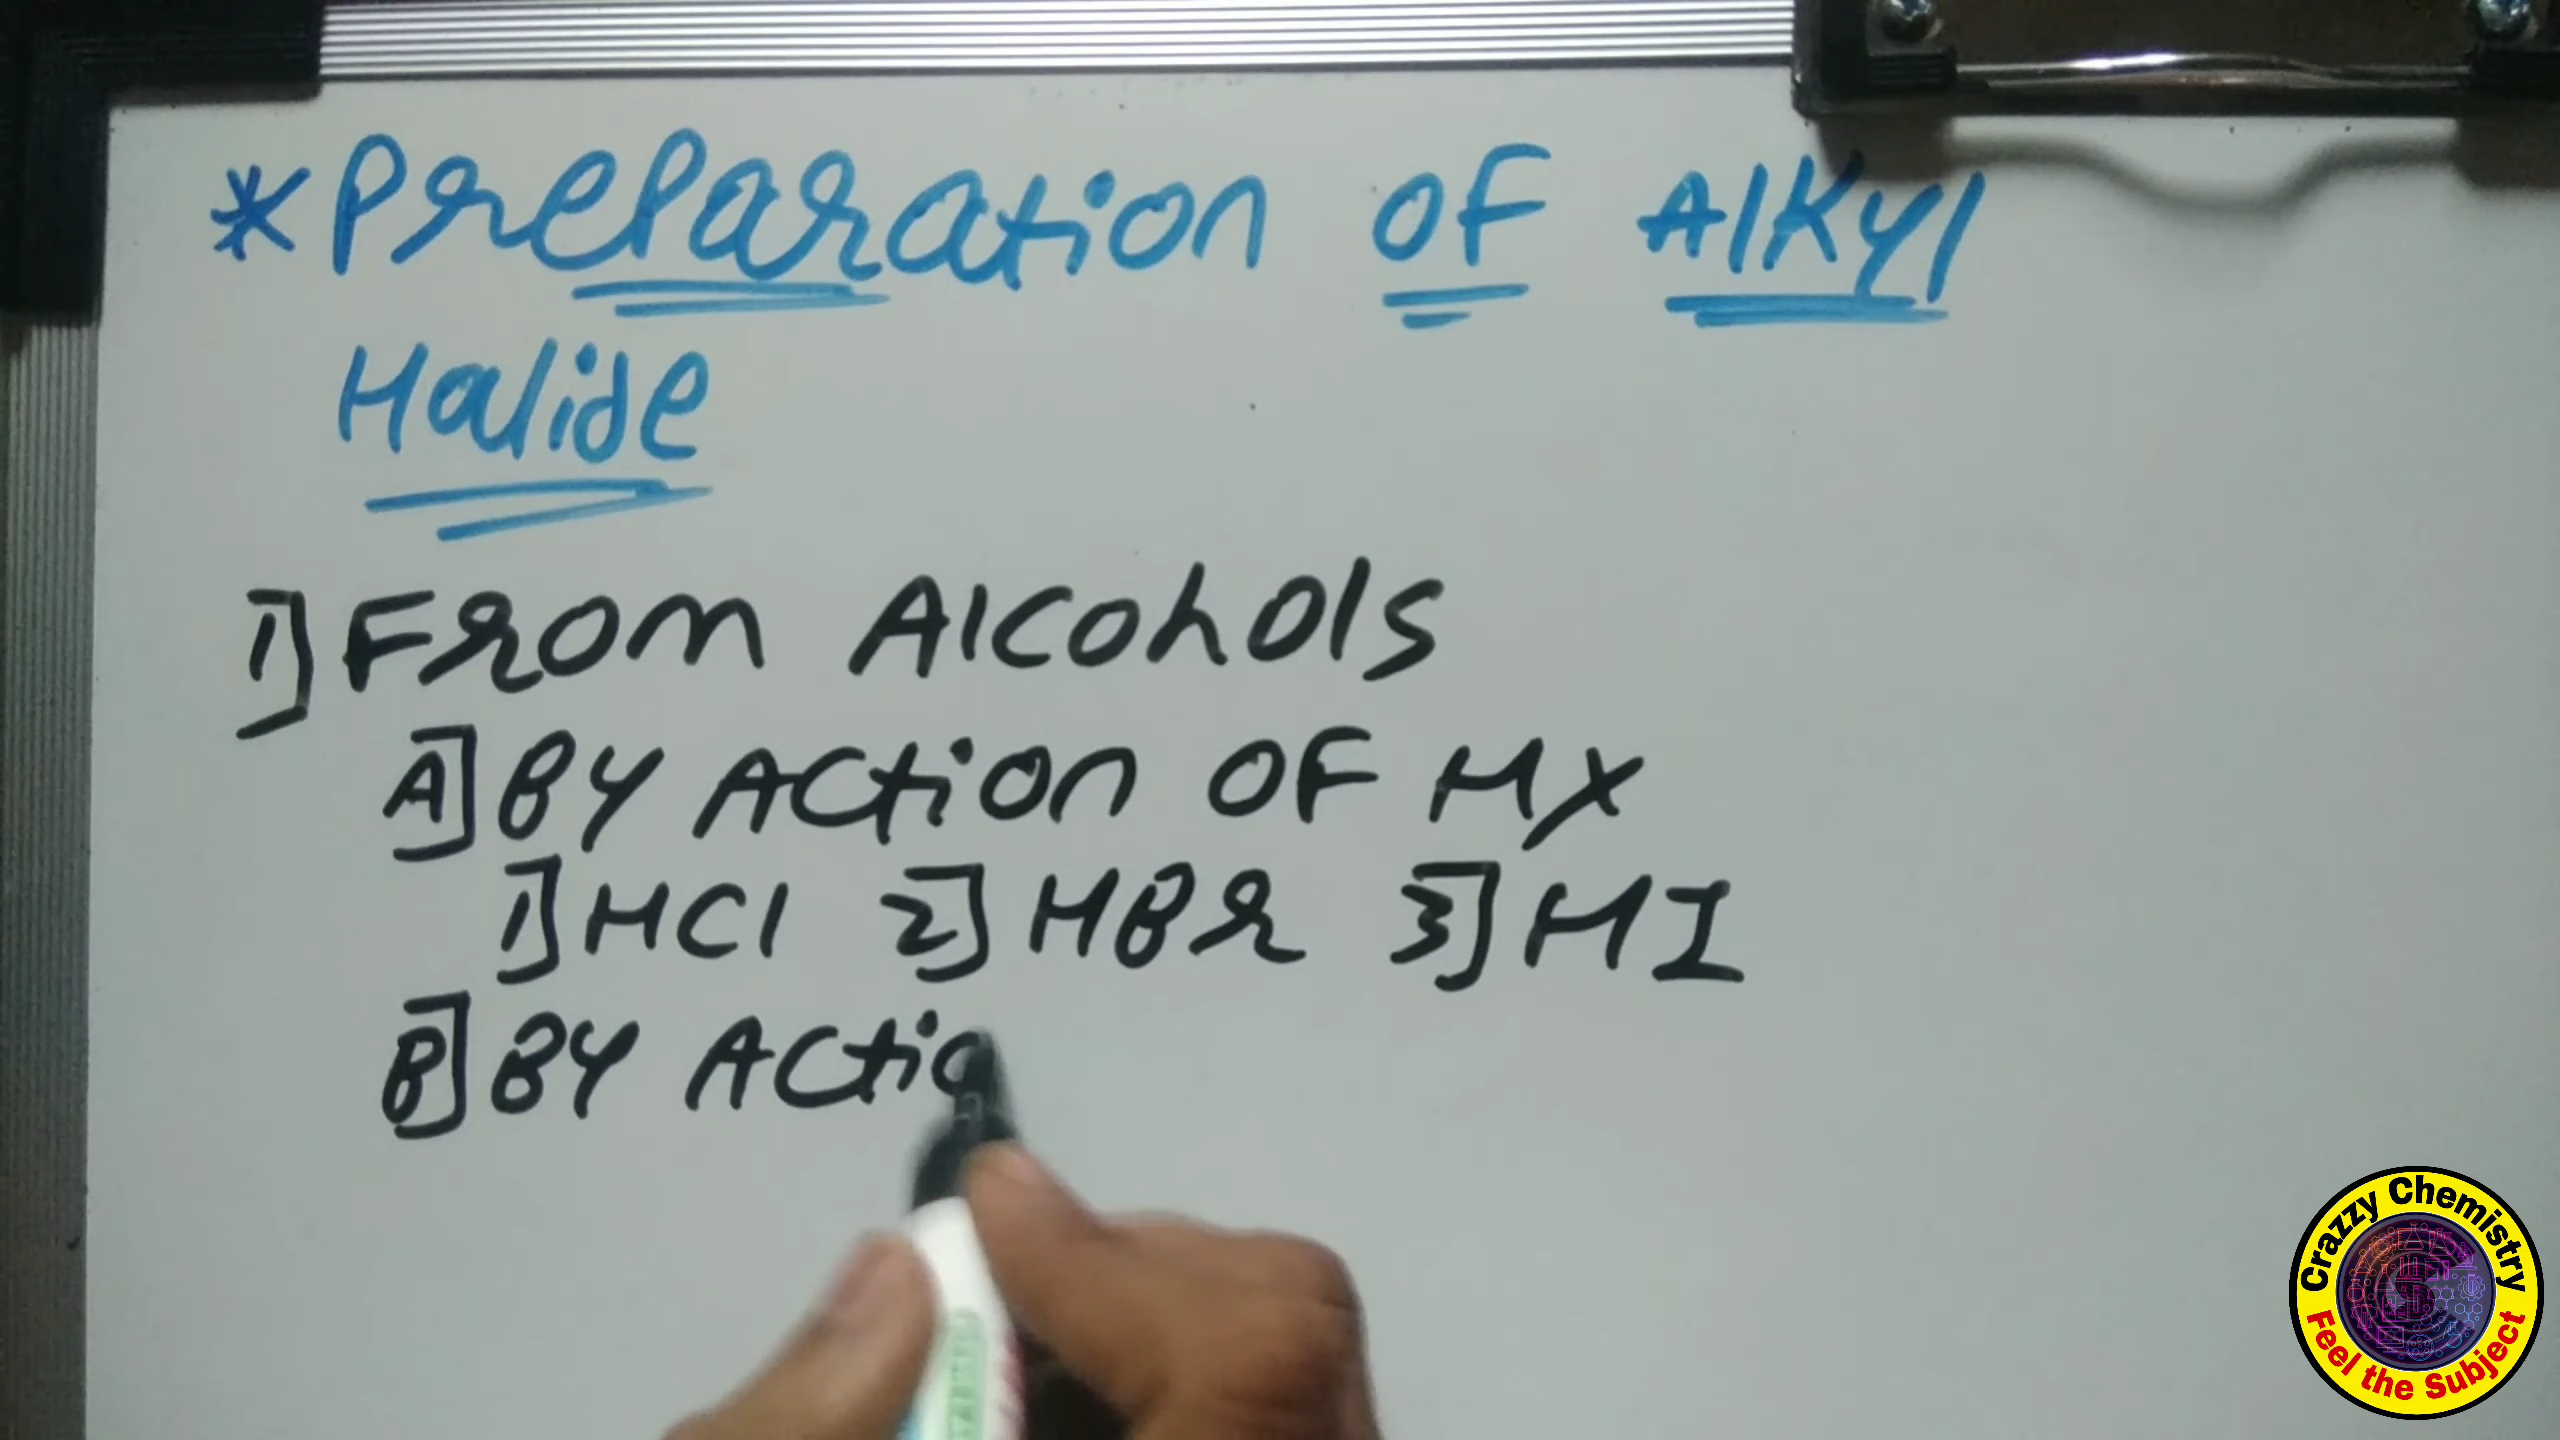 *Preparation of Alkyl
Halide
1] From Alcohols
A] By Action of HX
1] HCl 2] HBr 3] HI
B] By Actio
Crazzy Chemistry
Feel the Subject